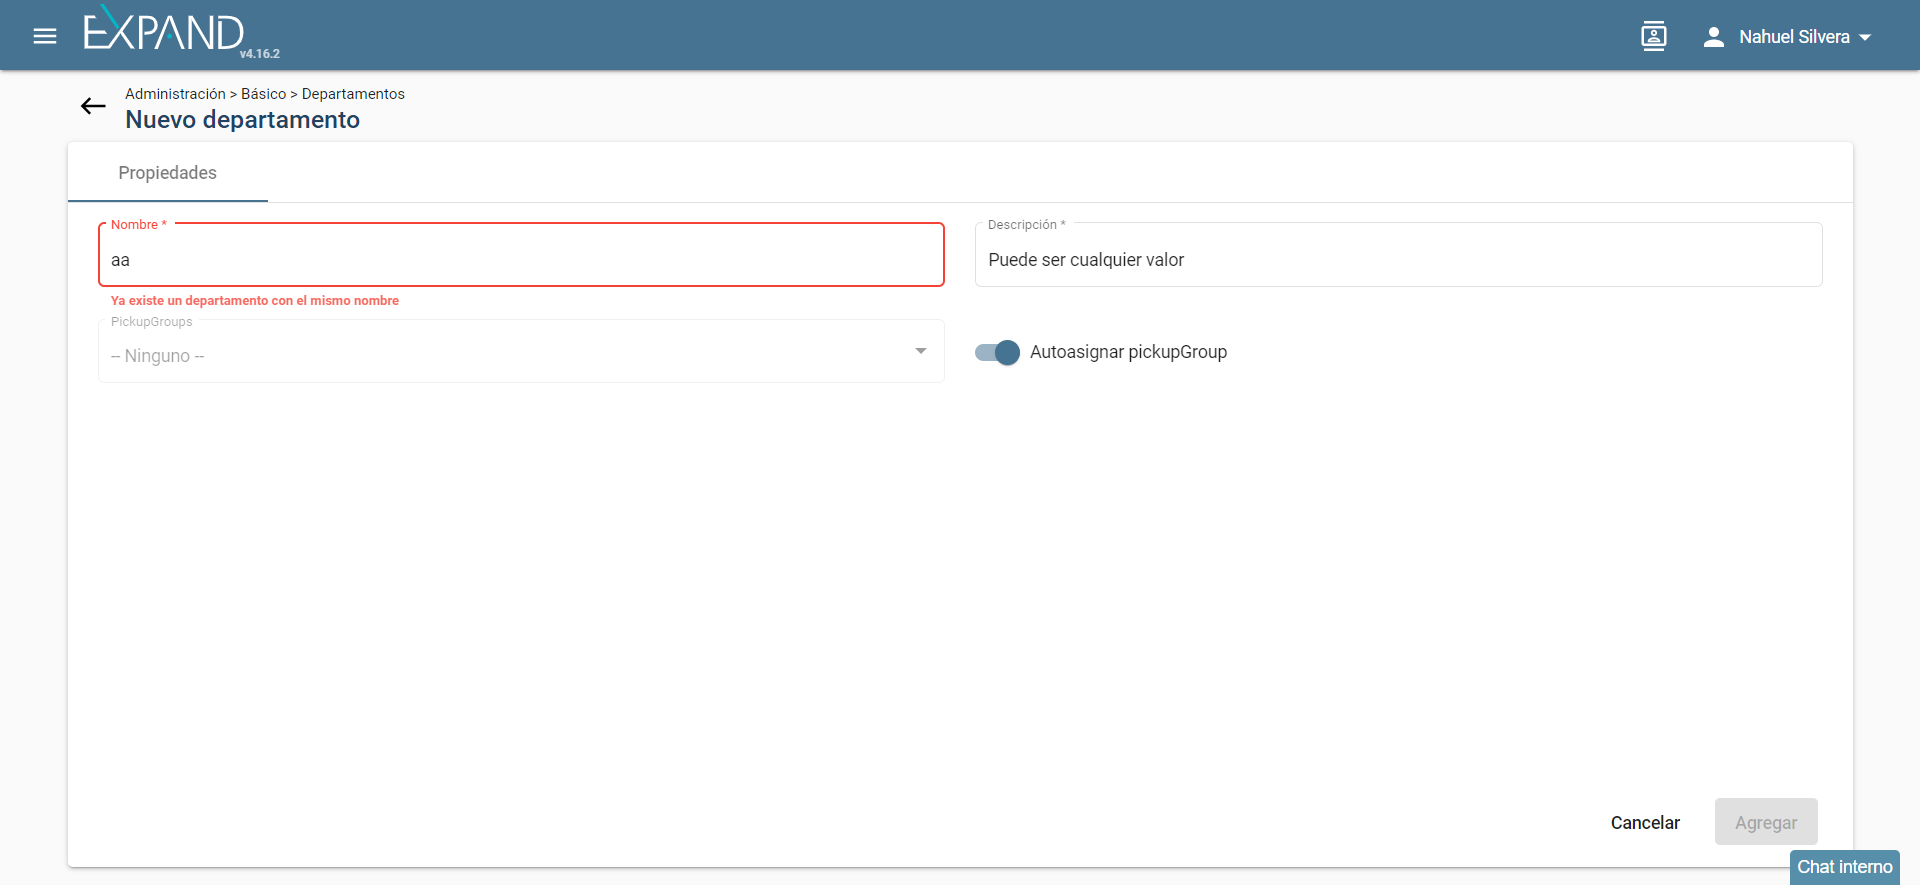 EXPAND
v4.16.2
Nahuel Silvera
Administración > Básico > Departamentos
Nuevo departamento
Propiedades
Nombre *
aa
Ya existe un departamento con el mismo nombre
Descripción *
Puede ser cualquier valor
PickupGroups
-- Ninguno --
Autoasignar pickupGroup
Cancelar
Agregar
Chat interno